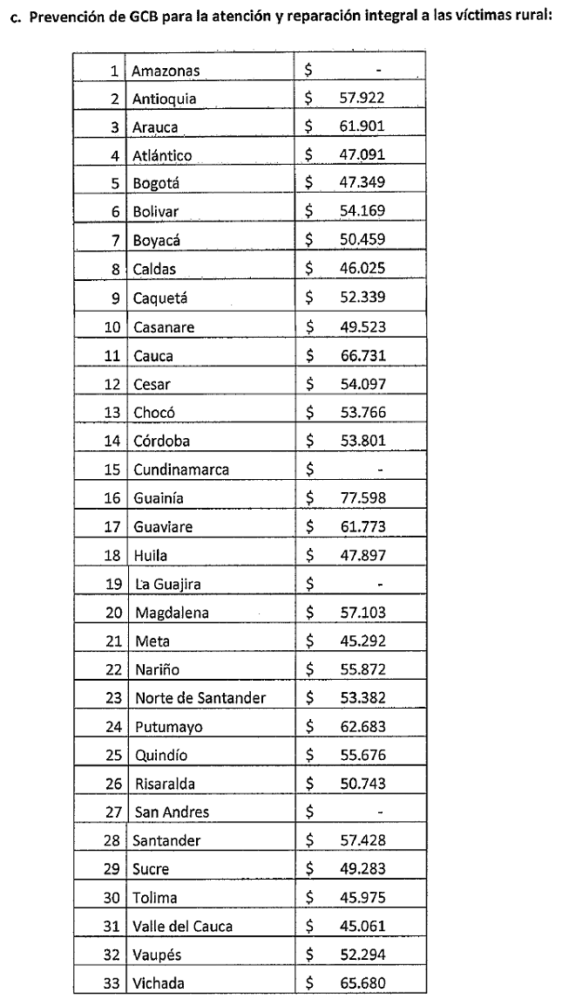 c. Prevención de GCB para la atención y reparación integral a las víctimas rural:
1 Amazonas $ -
2 Antioquia $ 57.922
3 Arauca $ 61.901
4 Atlántico $ 47.091
5 Bogotá $ 47.349
6 Bolivar $ 54.169
7 Boyacá $ 50.459
8 Caldas $ 46.025
9 Caquetá $ 52.339
10 Casanare $ 49.523
11 Cauca $ 66.731
12 Cesar $ 54.097
13 Chocó $ 53.766
14 Córdoba $ 53.801
15 Cundinamarca $ -
16 Guainía $ 77.598
17 Guaviare $ 61.773
18 Huila $ 47.897
19 La Guajira $ -
20 Magdalena $ 57.103
21 Meta $ 45.292
22 Nariño $ 55.872
23 Norte de Santander $ 53.382
24 Putumayo $ 62.683
25 Quindío $ 55.676
26 Risaralda $ 50.743
27 San Andres $ -
28 Santander $ 57.428
29 Sucre $ 49.283
30 Tolima $ 45.975
31 Valle del Cauca $ 45.061
32 Vaupés $ 52.294
33 Vichada $ 65.680